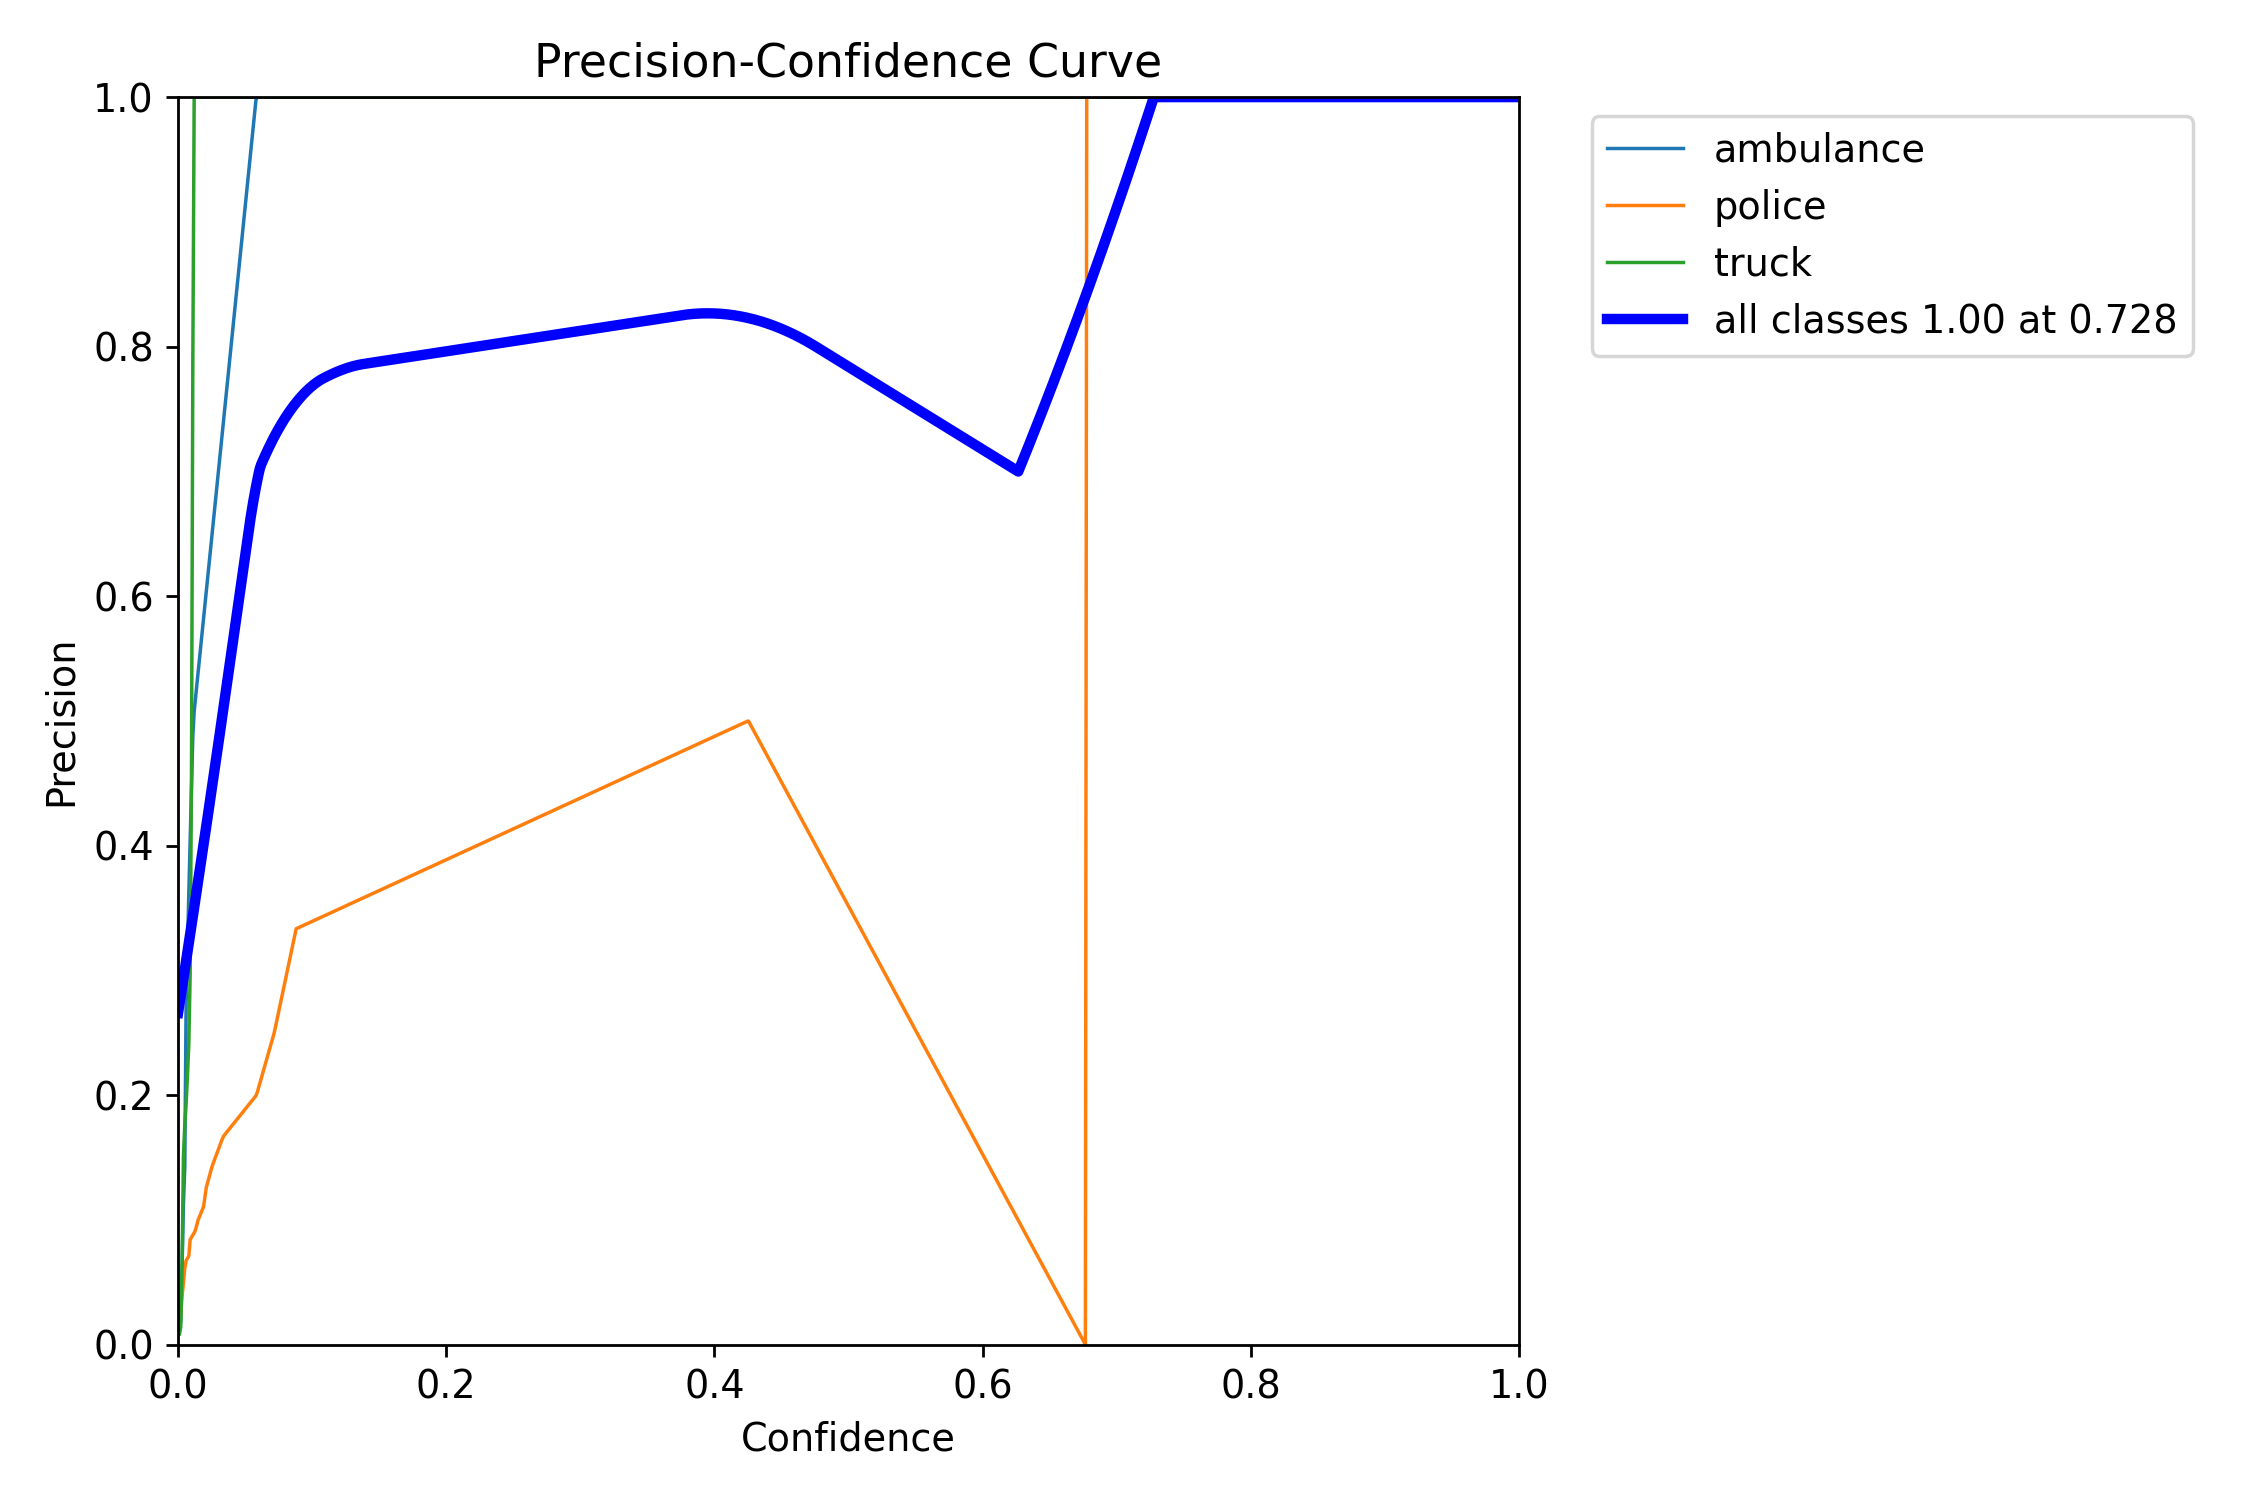 Precision-Confidence Curve
1.0
0.8
0.6
0.4
0.2
0.0
Precision
0.0 0.2 0.4 0.6 0.8 1.0
Confidence
ambulance
police
truck
all classes 1.00 at 0.728